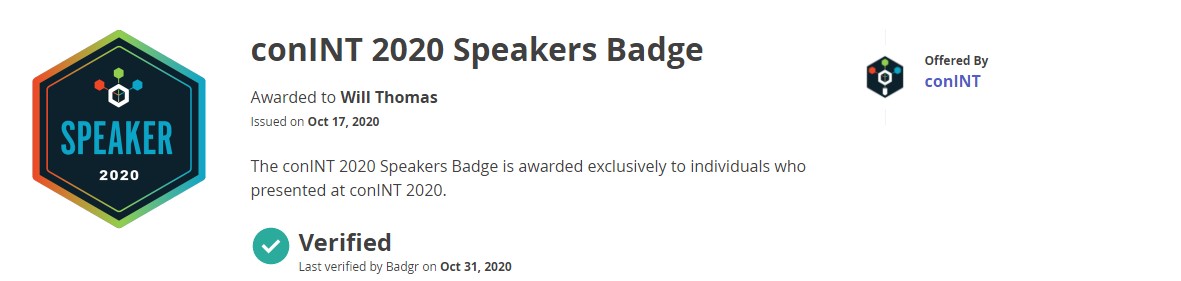 SPEAKER
2020
conINT 2020 Speakers Badge
Awarded to Will Thomas
Issued on Oct 17, 2020
The conINT 2020 Speakers Badge is awarded exclusively to individuals who
presented at conINT 2020.
Verified
Last verified by Badgr on Oct 31, 2020
Offered By
conINT